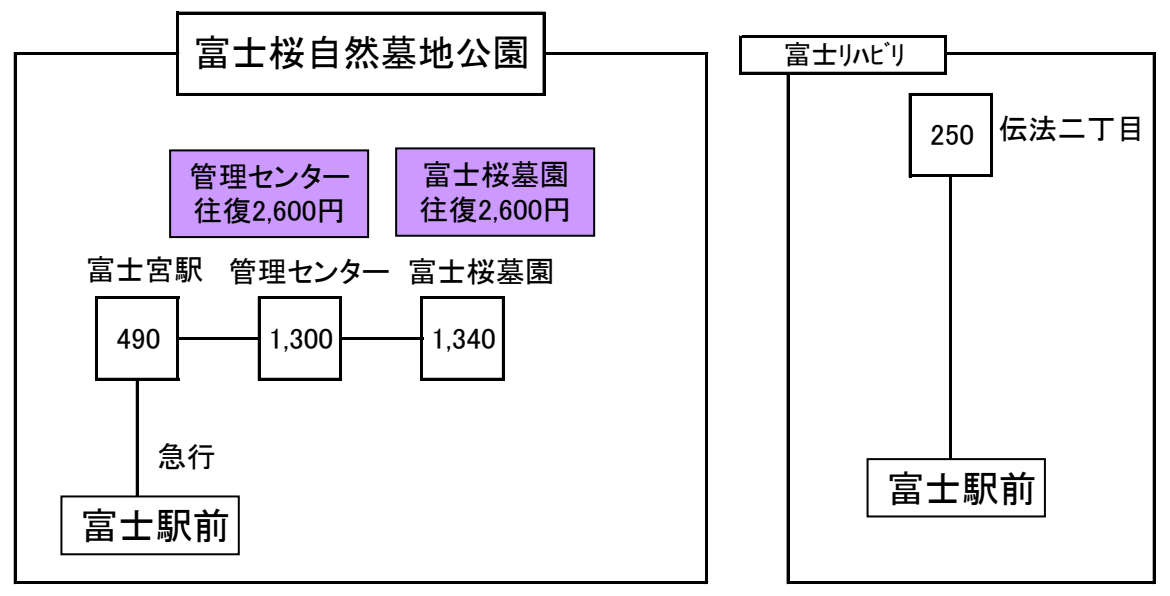 富士桜自然墓地公園
管理センター
往復2,600円
富士桜墓園
往復2,600円
富士宮駅
管理センター
富士桜墓園
490
1,300
1,340
急行
富士駅前
富士ﾘﾊﾋﾞﾘ
250
伝法二丁目
富士駅前